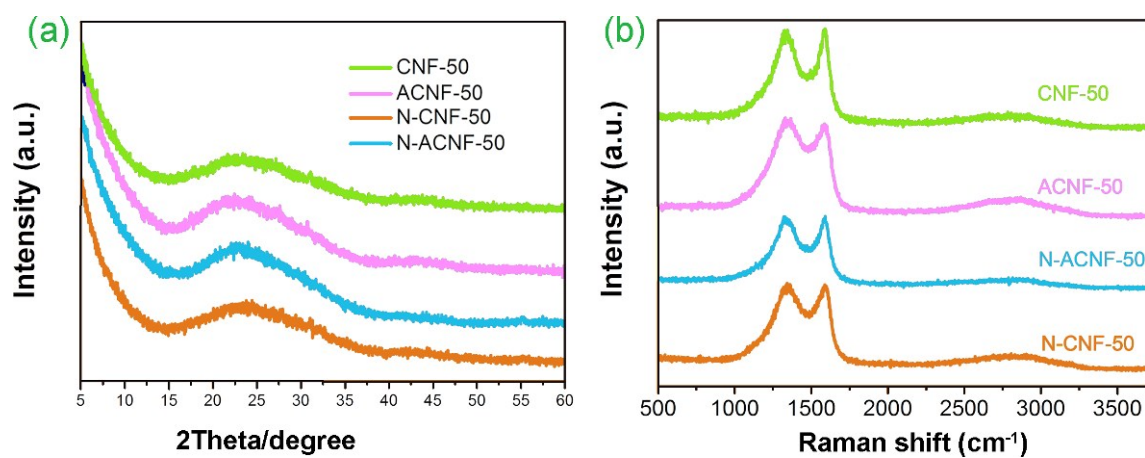 (a)
Intensity (a.u.)
CNF-50
ACNF-50
N-CNF-50
N-ACNF-50
5 10 15 20 25 30 35 40 45 50 55 60
2Theta/degree
(b)
Intensity (a.u.)
CNF-50
ACNF-50
N-ACNF-50
N-CNF-50
500 1000 1500 2000 2500 3000 3500
Raman shift (cm⁻¹)